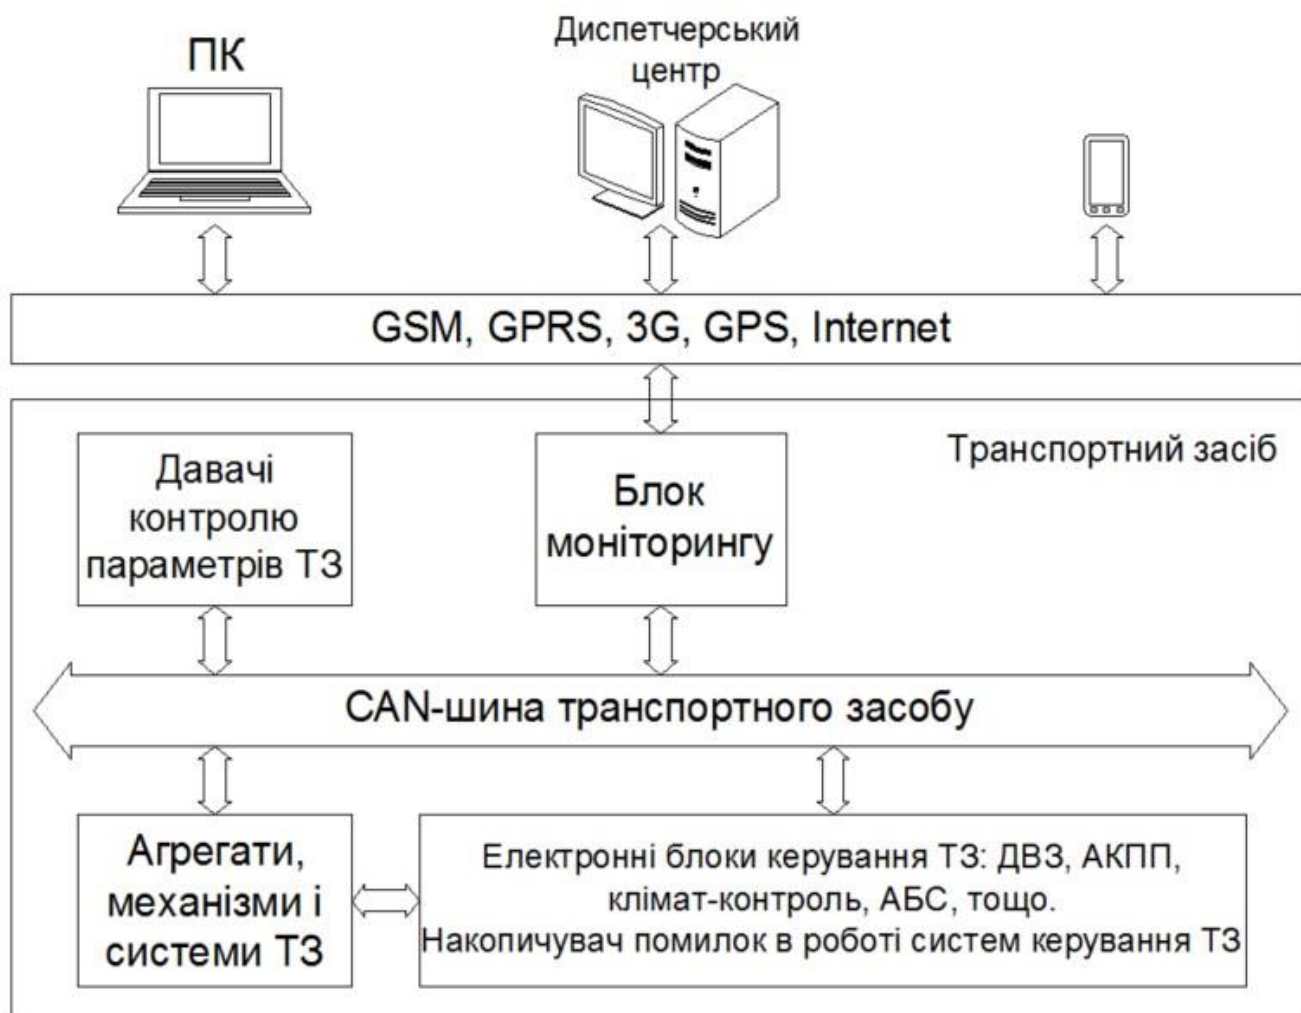 ПК
Диспетчерський
центр
GSM, GPRS, 3G, GPS, Internet
Транспортний засіб
Давачі
контролю
параметрів ТЗ
Блок
моніторингу
CAN-шина транспортного засобу
Агрегати,
механізми і
системи ТЗ
Електронні блоки керування ТЗ: ДВЗ, АКПП,
клімат-контроль, АБС, тощо.
Накопичувач помилок в роботі систем керування ТЗ